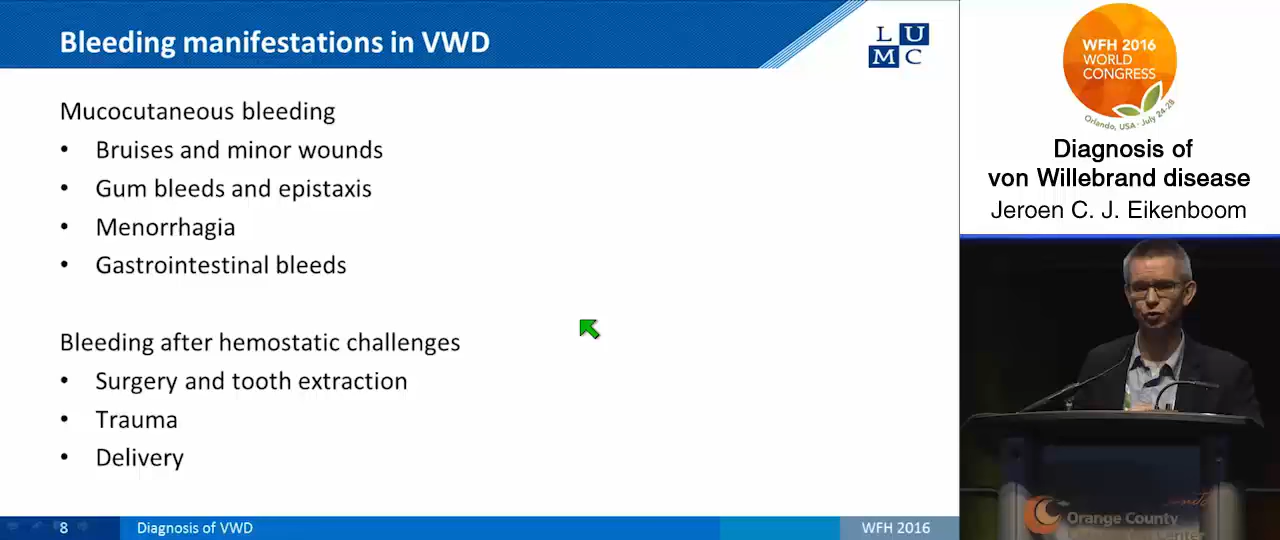 Bleeding manifestations in VWD
L U
M C
Mucocutaneous bleeding
• Bruises and minor wounds
• Gum bleeds and epistaxis
• Menorrhagia
• Gastrointestinal bleeds
Bleeding after hemostatic challenges
• Surgery and tooth extraction
• Trauma
• Delivery
8 Diagnosis of VWD WFH 2016
WFH 2016
WORLD
CONGRESS
Orlando, USA · July 24-28
Diagnosis of
von Willebrand disease
Jeroen C. J. Eikenboom
Orange County
Convention Center